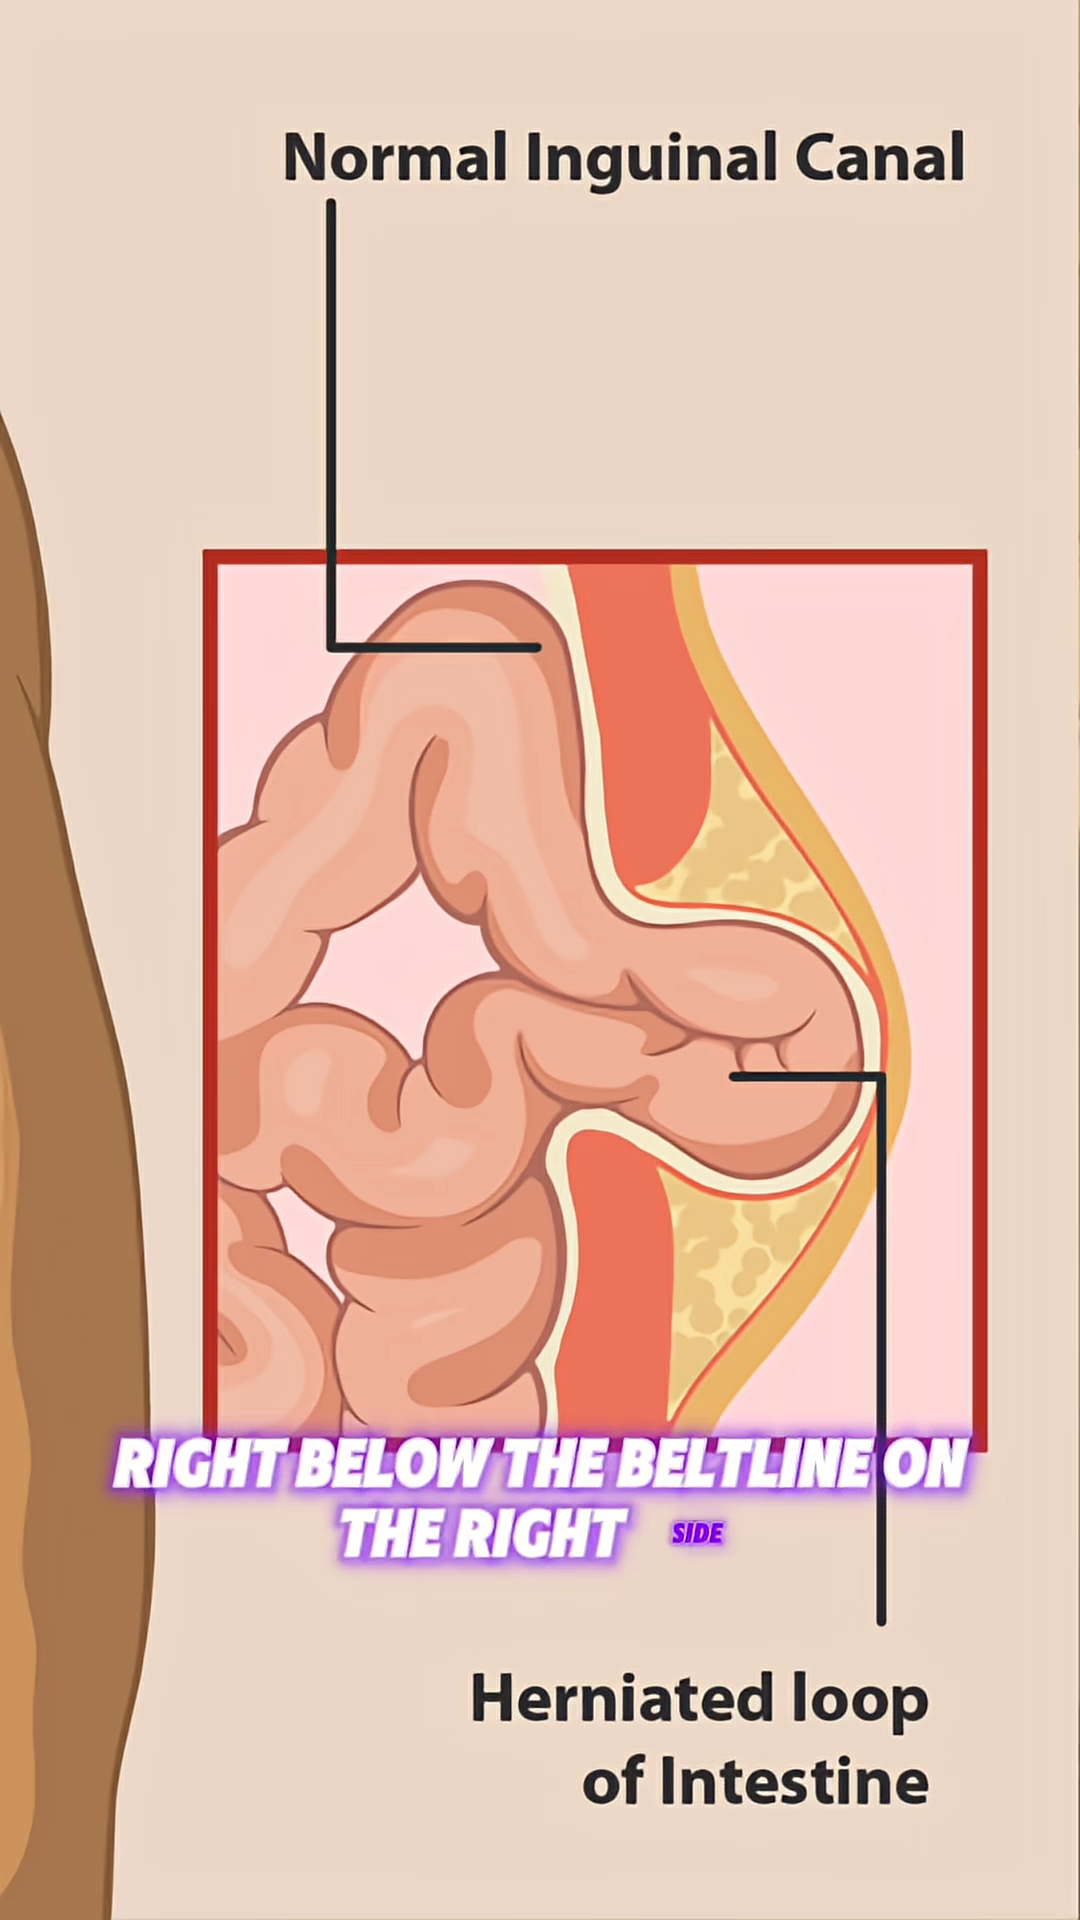 Normal Inguinal Canal
RIGHT BELOW THE BELTLINE ON
THE RIGHT SIDE
Herniated loop
of Intestine